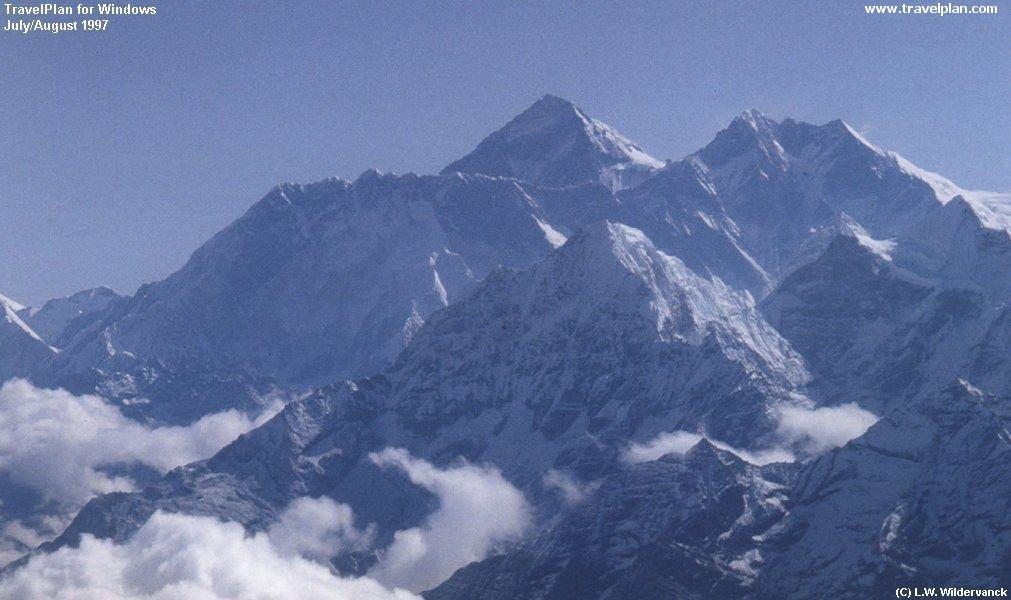 TravelPlan for Windows
July/August 1997
www.travelplan.com
(C) L.W. Wildervanck